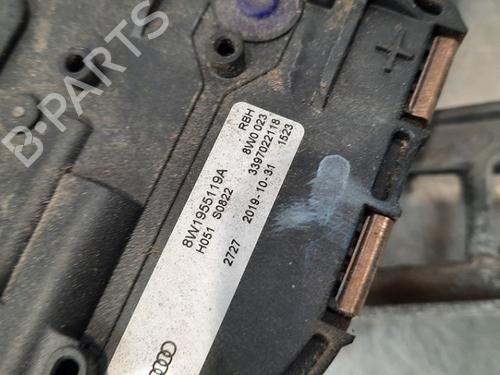 RBH
8W0 023
3397022118
1523
8W1955119A
H051 S0822
2727 2019-10-31
B-PARTS